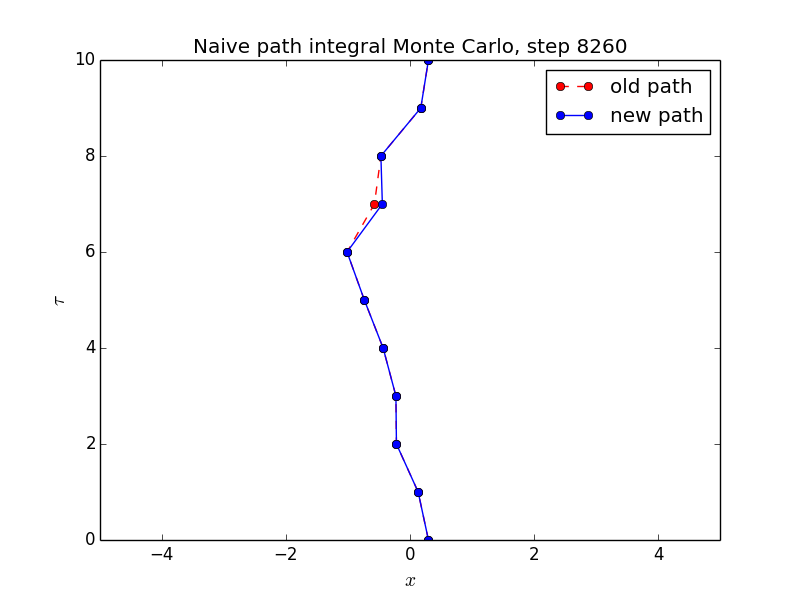 Naive path integral Monte Carlo, step 8260
10
old path
new path
8
6
τ
4
2
0
−4 −2 0 2 4
x